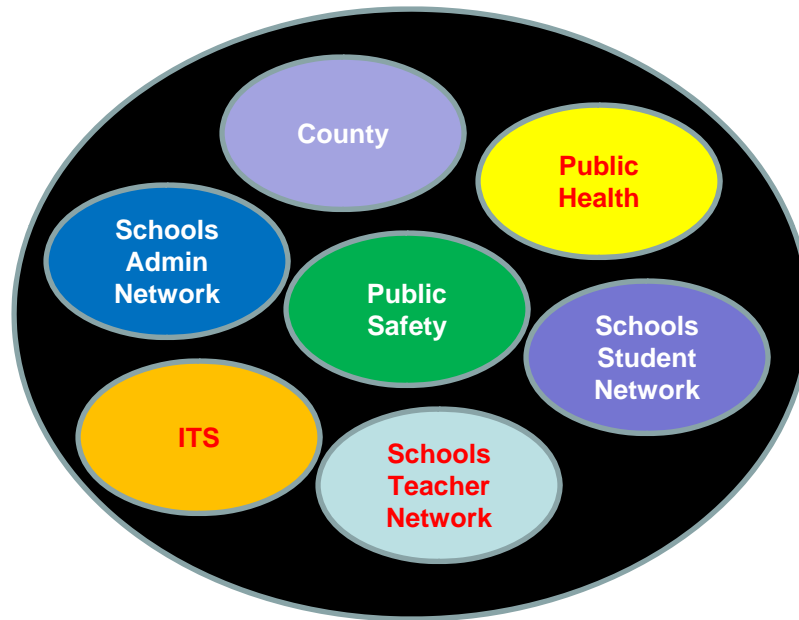 County
Public
Health
Schools
Admin
Network
Public
Safety
Schools
Student
Network
ITS
Schools
Teacher
Network